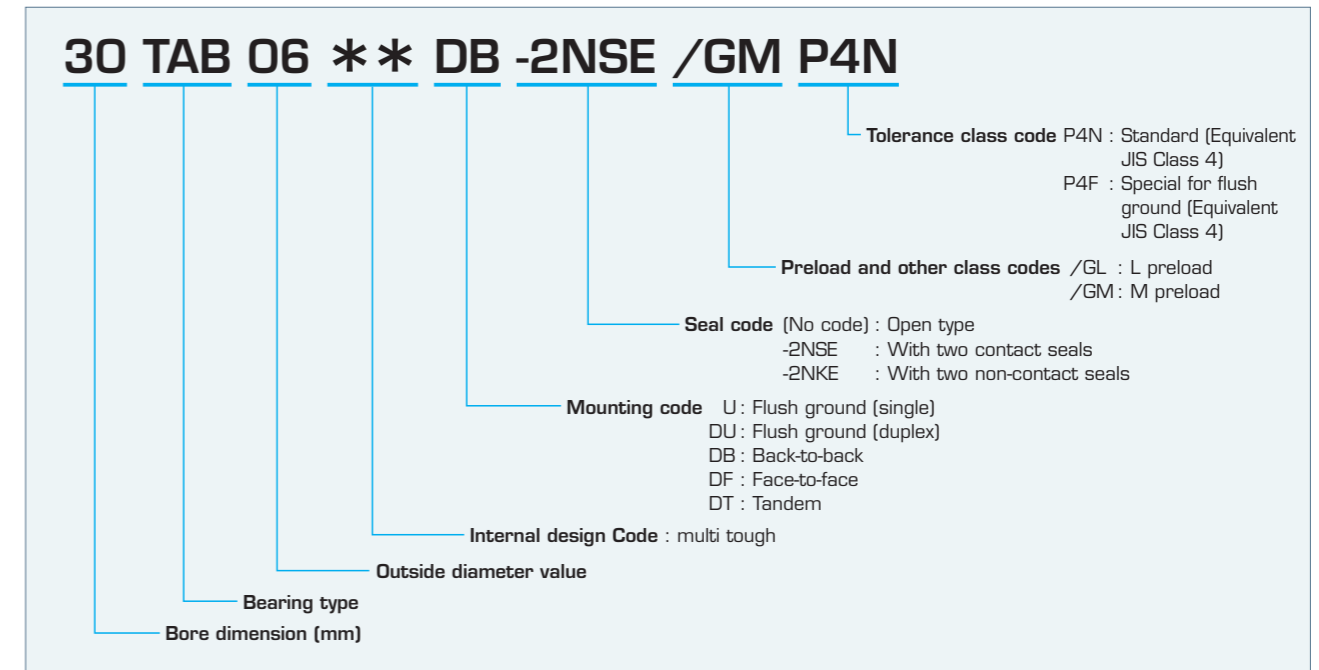 30 TAB 06 ** DB -2NSE /GM P4N
Tolerance class code P4N : Standard (Equivalent
JIS Class 4)
P4F : Special for flush
ground (Equivalent
JIS Class 4)
Preload and other class codes /GL : L preload
/GM : M preload
Seal code (No code) : Open type
-2NSE : With two contact seals
-2NKE : With two non-contact seals
Mounting code U : Flush ground (single)
DU : Flush ground (duplex)
DB : Back-to-back
DF : Face-to-face
DT : Tandem
Internal design Code : multi tough
Outside diameter value
Bearing type
Bore dimension (mm)